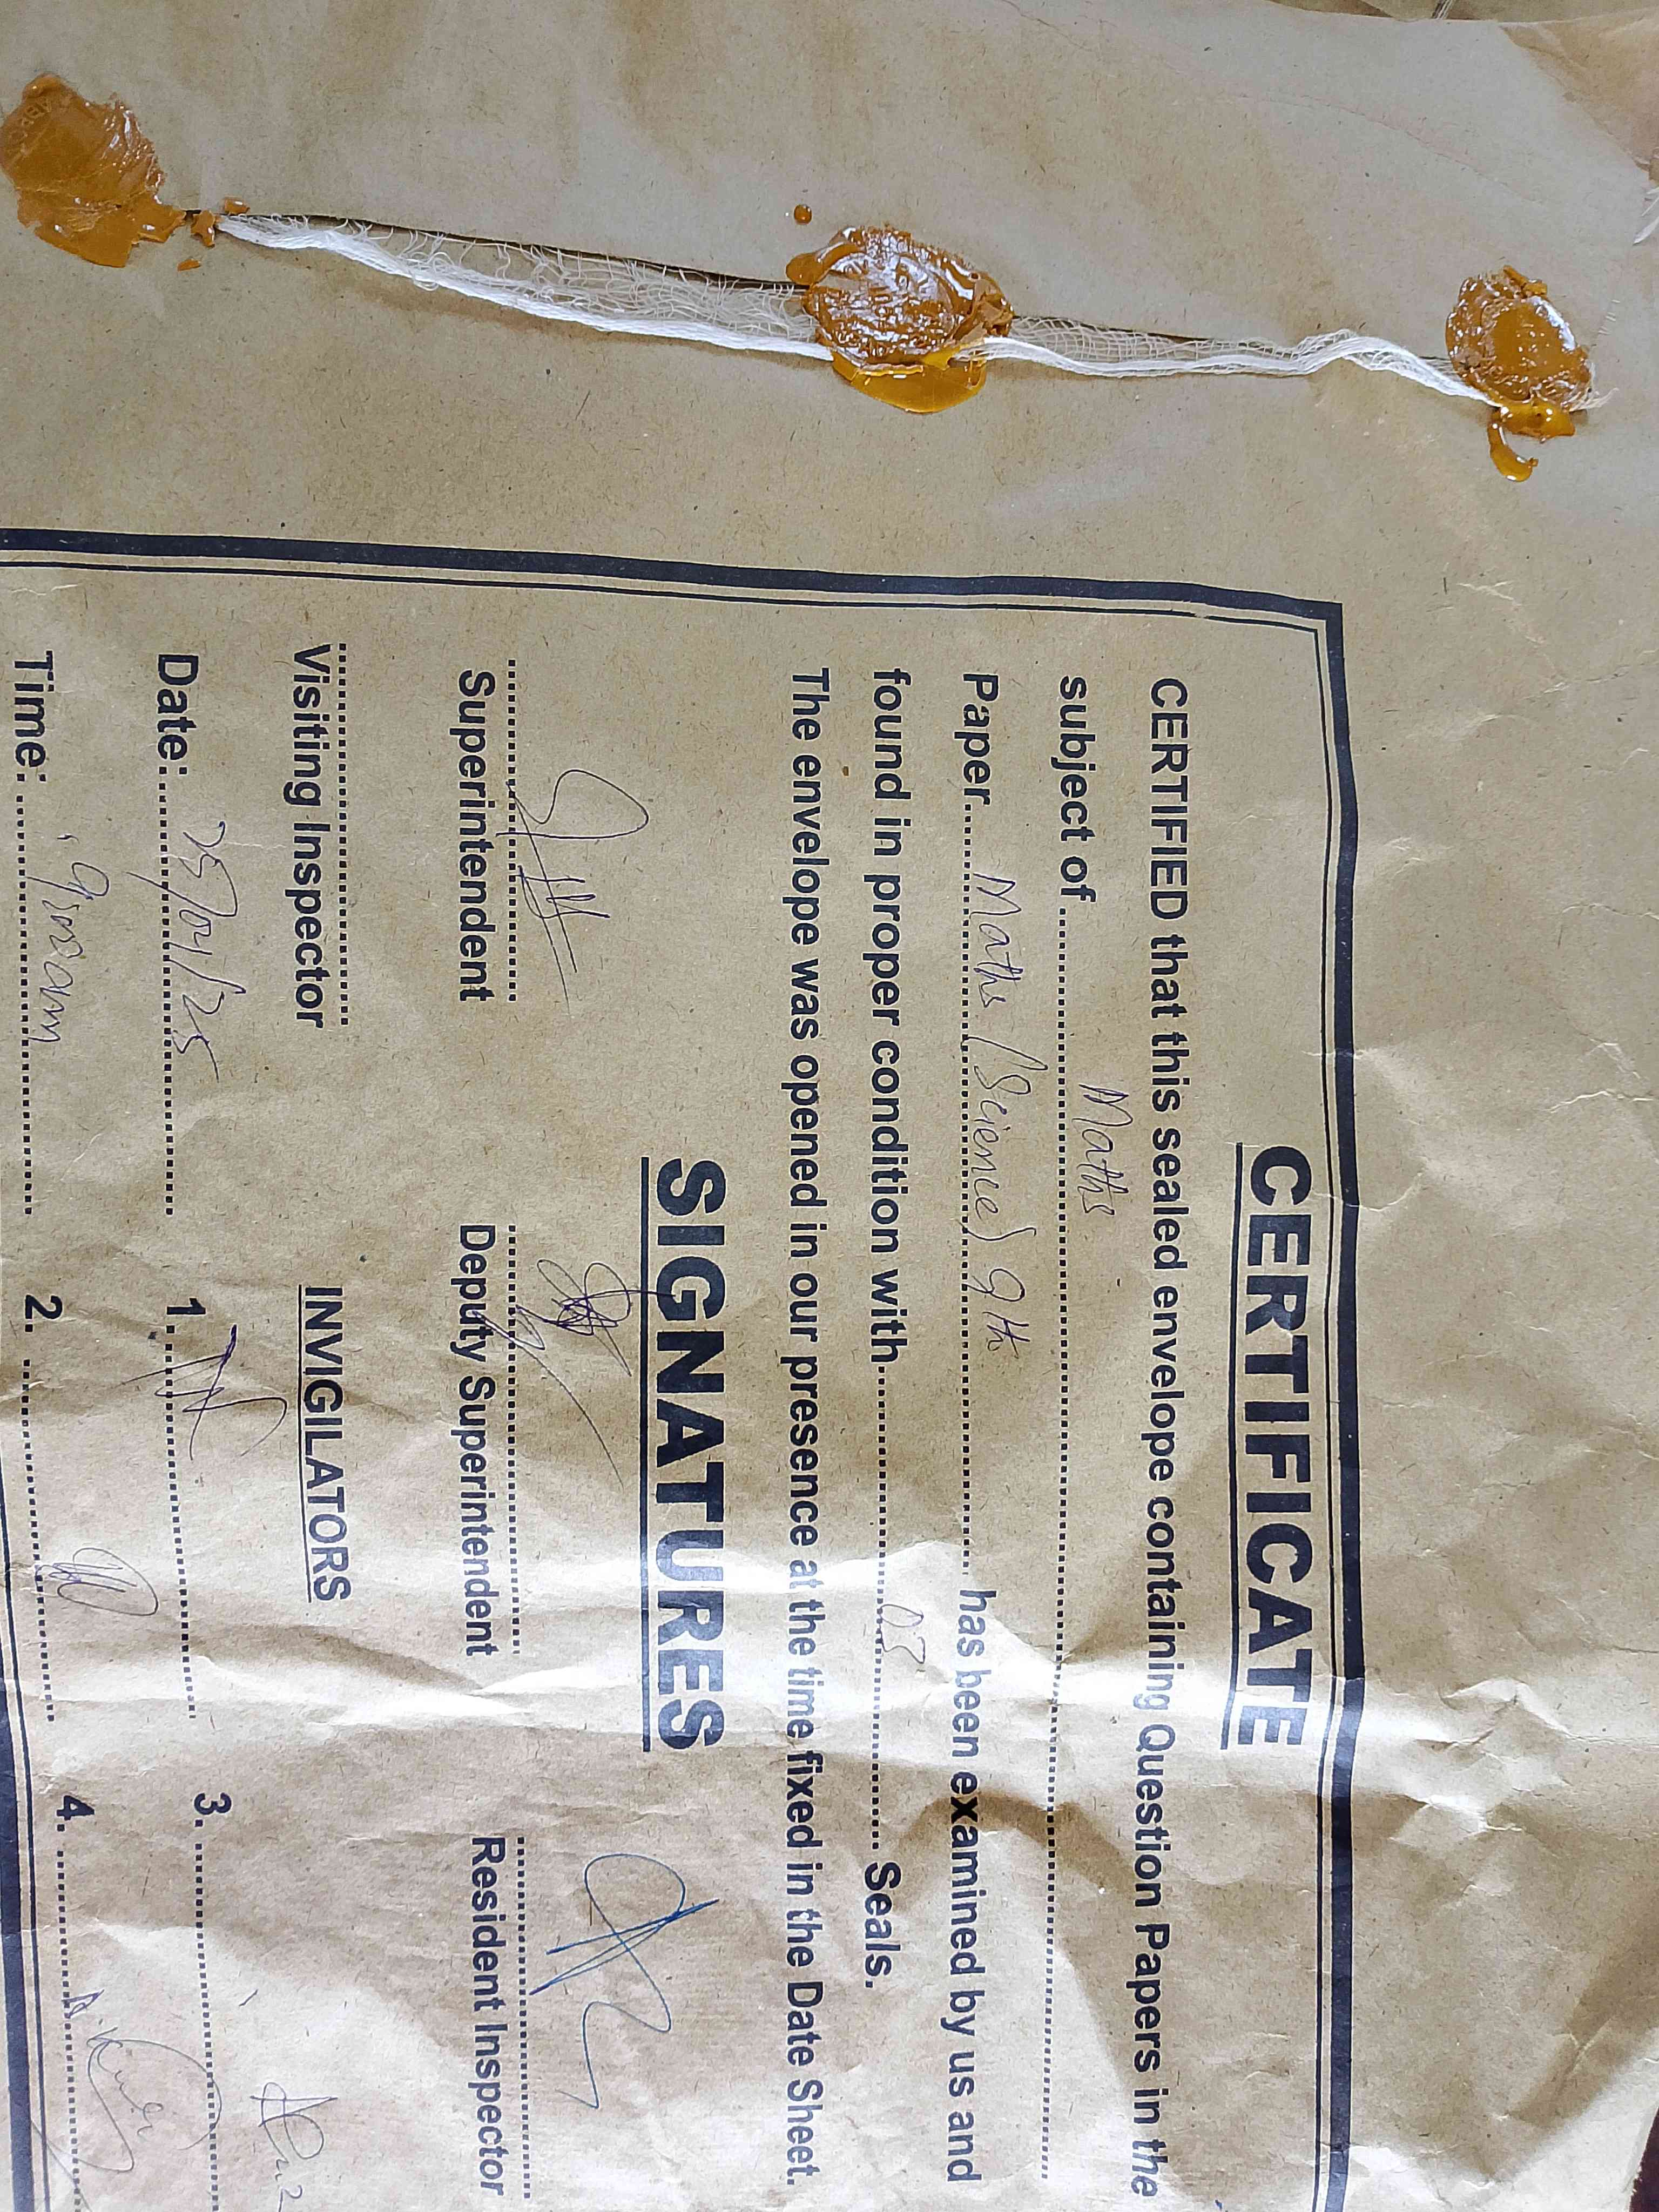 CERTIFICATE
CERTIFIED that this sealed envelope containing Question Papers in the
subject of Maths
Paper Maths (Science) 9th has been examined by us and
found in proper condition with 03 Seals.
The envelope was opened in our presence at the time fixed in the Date Sheet.
SIGNATURES
Superintendent Deputy Superintendent Resident Inspector
Visiting Inspector INVIGILATORS
Date: 25/04/25 1. 3.
Time: 2. 4.